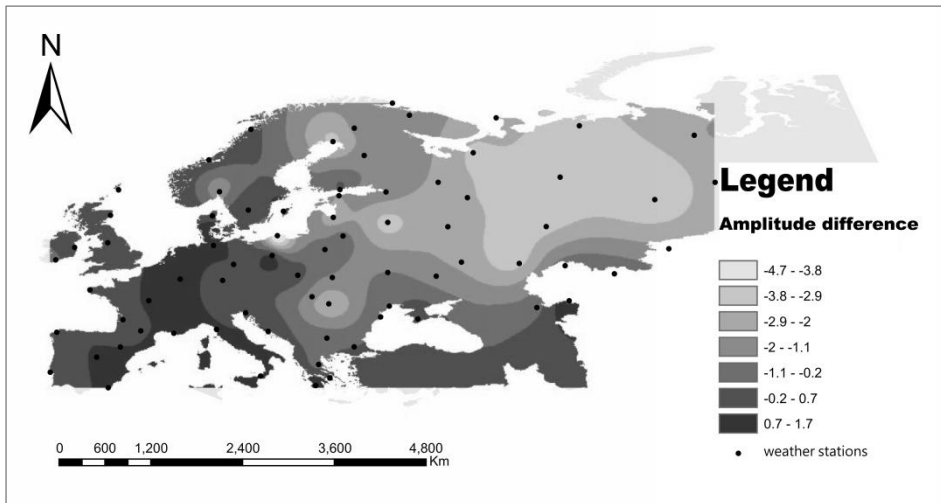 N
Legend
Amplitude difference
-4.7 - -3.8
-3.8 - -2.9
-2.9 - -2
-2 - -1.1
-1.1 - -0.2
-0.2 - 0.7
0.7 - 1.7
weather stations
0 600 1,200 2,400 3,600 4,800
Km